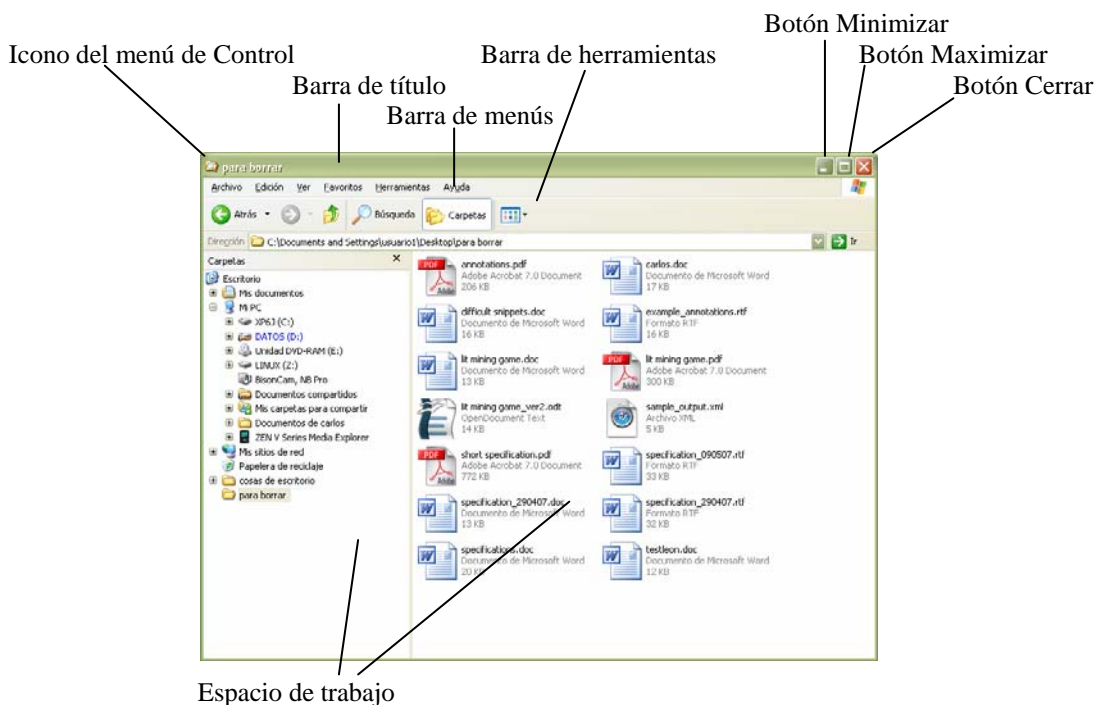 Botón Minimizar
Icono del menú de Control
Barra de herramientas
Botón Maximizar
Barra de título
Botón Cerrar
Barra de menús
para borrar
Archivo Edición Ver Favoritos Herramientas Ayuda
Atrás Búsqueda Carpetas
Dirección C:\Documents and Settings\usuario1\Desktop\para borrar Ir
Carpetas
Escritorio
Mis documentos
Mi PC
XP63 (C:)
DATOS (D:)
Unidad DVD-RAM (E:)
LINUX (Z:)
BisonCam, NB Pro
Documentos compartidos
Mis carpetas para compartir
Documentos de carlos
ZEN V Series Media Explorer
Mis sitios de red
Papelera de reciclaje
cosas de escritorio
para borrar
annotations.pdf
Adobe Acrobat 7.0 Document
206 KB
carlos.doc
Documento de Microsoft Word
17 KB
difficult snippets.doc
Documento de Microsoft Word
16 KB
example_annotations.rtf
Formato RTF
16 KB
lit mining game.doc
Documento de Microsoft Word
13 KB
lit mining game.pdf
Adobe Acrobat 7.0 Document
300 KB
lit mining game_ver2.odt
OpenDocument Text
14 KB
sample_output.xml
Archivo XML
5 KB
short specification.pdf
Adobe Acrobat 7.0 Document
772 KB
specification_090507.rtf
Formato RTF
33 KB
specification_290407.doc
Documento de Microsoft Word
13 KB
specification_290407.rtf
Formato RTF
32 KB
specifications.doc
Documento de Microsoft Word
20 KB
testleon.doc
Documento de Microsoft Word
12 KB
Espacio de trabajo